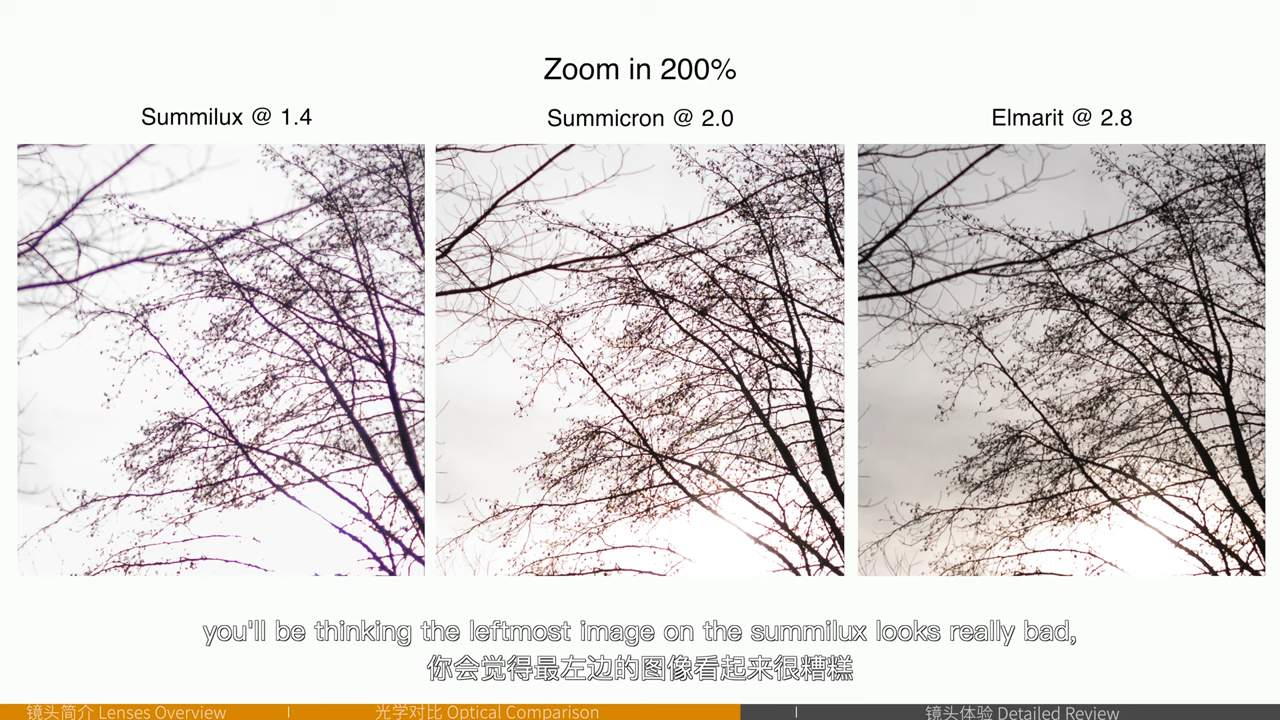 Zoom in 200%
Summilux @ 1.4
Summicron @ 2.0
Elmarit @ 2.8
you'll be thinking the leftmost image on the summilux looks really bad,
你会觉得最左边的图像看起来很糟糕
镜头简介 Lenses Overview | 光学对比 Optical Comparison | 镜头体验 Detailed Review